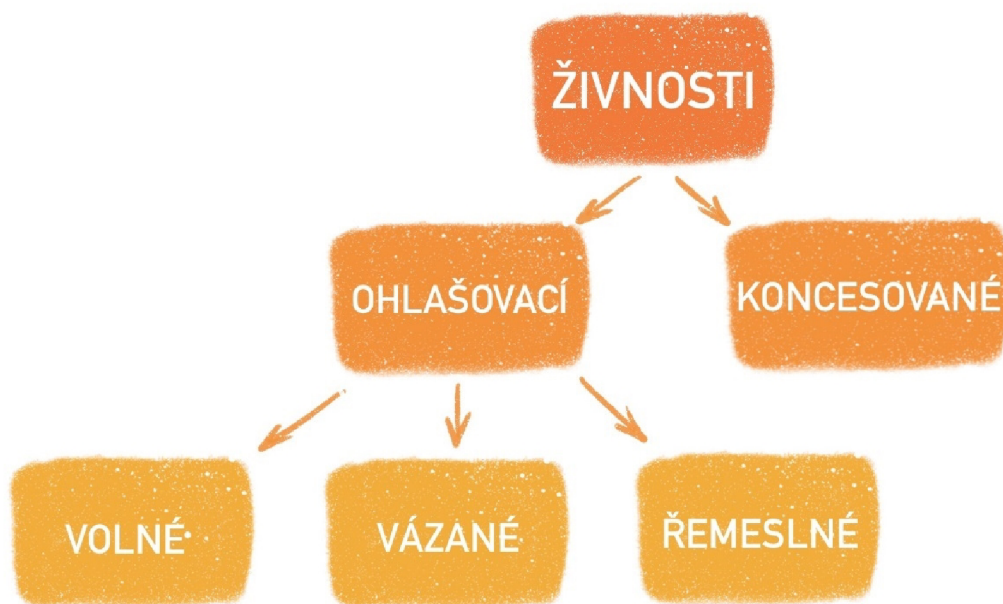 ŽIVNOSTI
OHLAŠOVACÍ
KONCESOVANÉ
VOLNÉ
VÁZANÉ
ŘEMESLNÉ